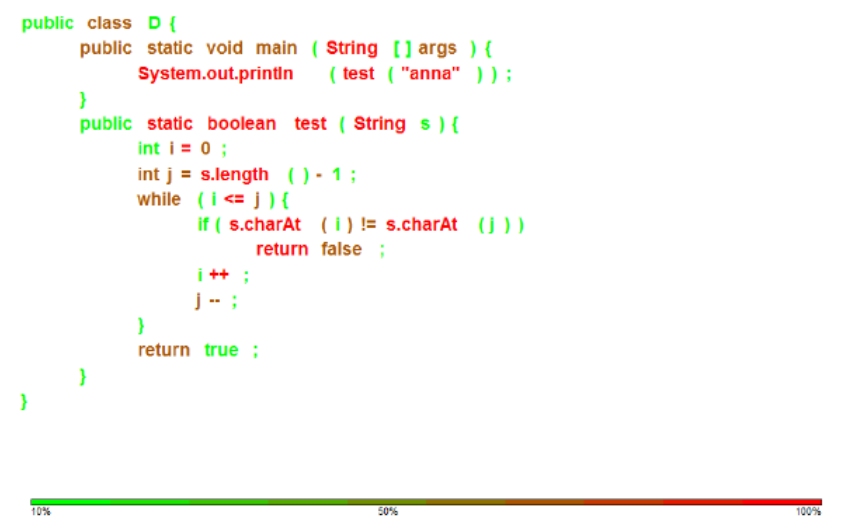 public class D {
public static void main ( String [ ] args ) {
System.out.println ( test ( "anna" ) ) ;
}
public static boolean test ( String s ) {
int i = 0 ;
int j = s.length ( ) - 1 ;
while ( i <= j ) {
if ( s.charAt ( i ) != s.charAt ( j ) )
return false ;
i ++ ;
j -- ;
}
return true ;
}
}
10% 50% 100%